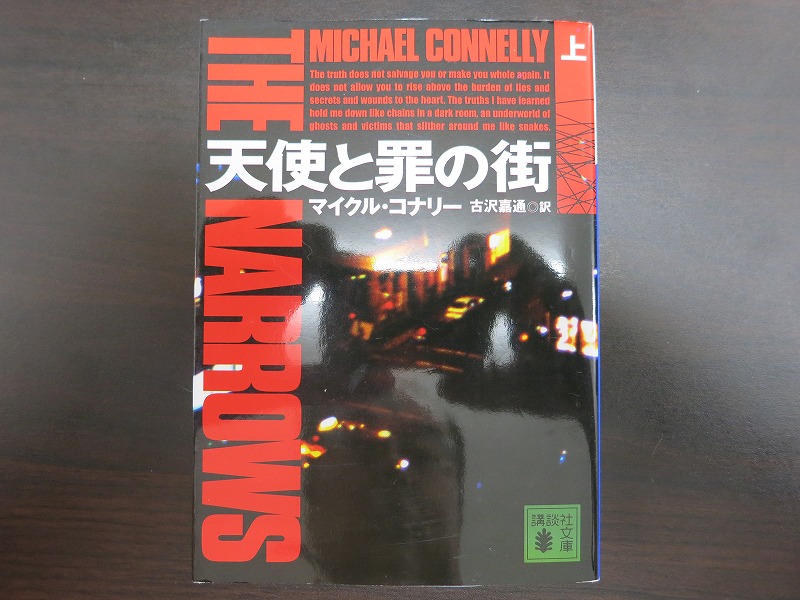 THE NARROWS
MICHAEL CONNELLY
上
The truth does not salvage you or make you whole again. It
does not allow you to rise above the burden of lies and
secrets and wounds to the heart. The truths I have learned
hold me down like chains in a dark room, an underworld of
ghosts and victims that slither around me like snakes.
天使と罪の街
マイクル・コナリー 古沢嘉通◎訳
講談社
文庫